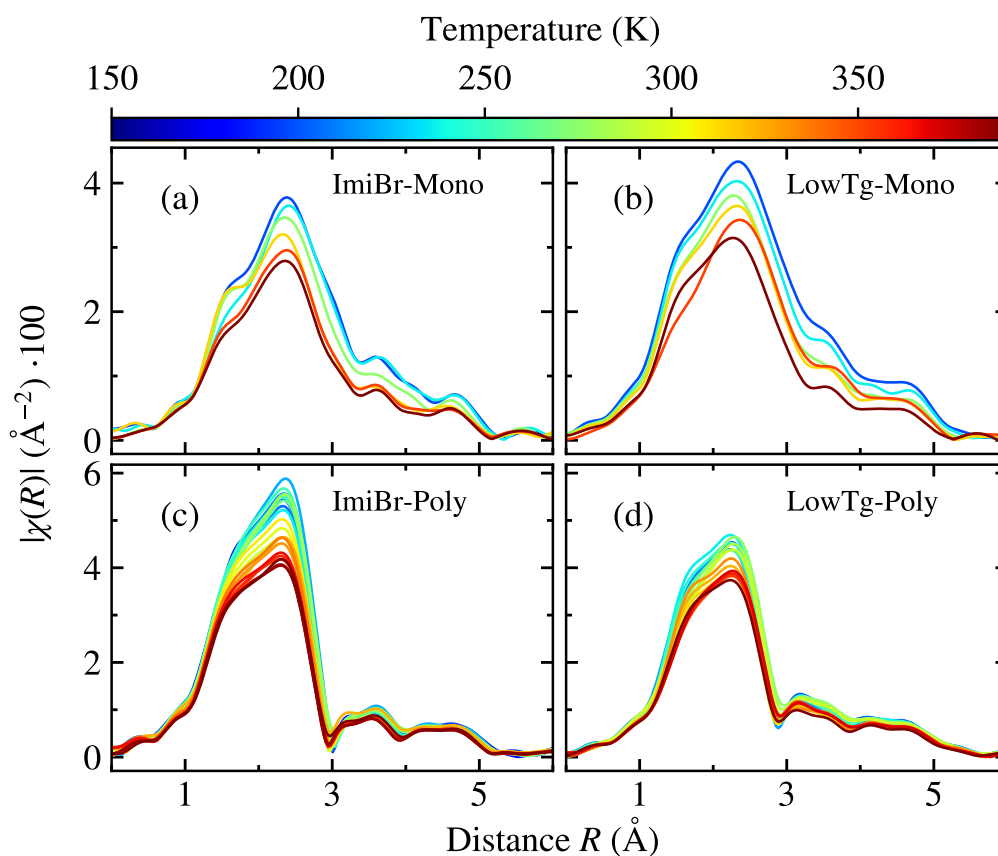 Temperature (K)
150 200 250 300 350
(a) ImiBr-Mono
(b) LowTg-Mono
4
2
0
|χ(R)| (Å⁻²) ·100
(c) ImiBr-Poly
(d) LowTg-Poly
6
4
2
0
1 3 5 1 3 5
Distance R (Å)